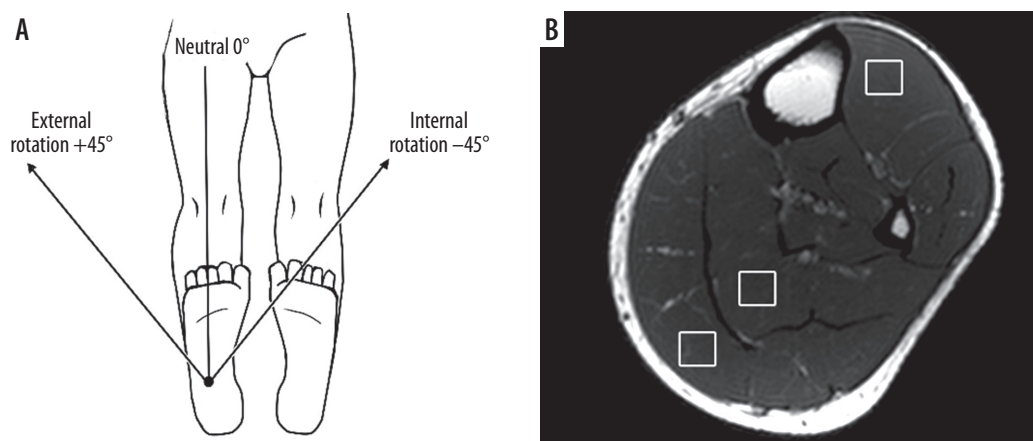 A
Neutral 0°
External
rotation +45°
Internal
rotation –45°
B